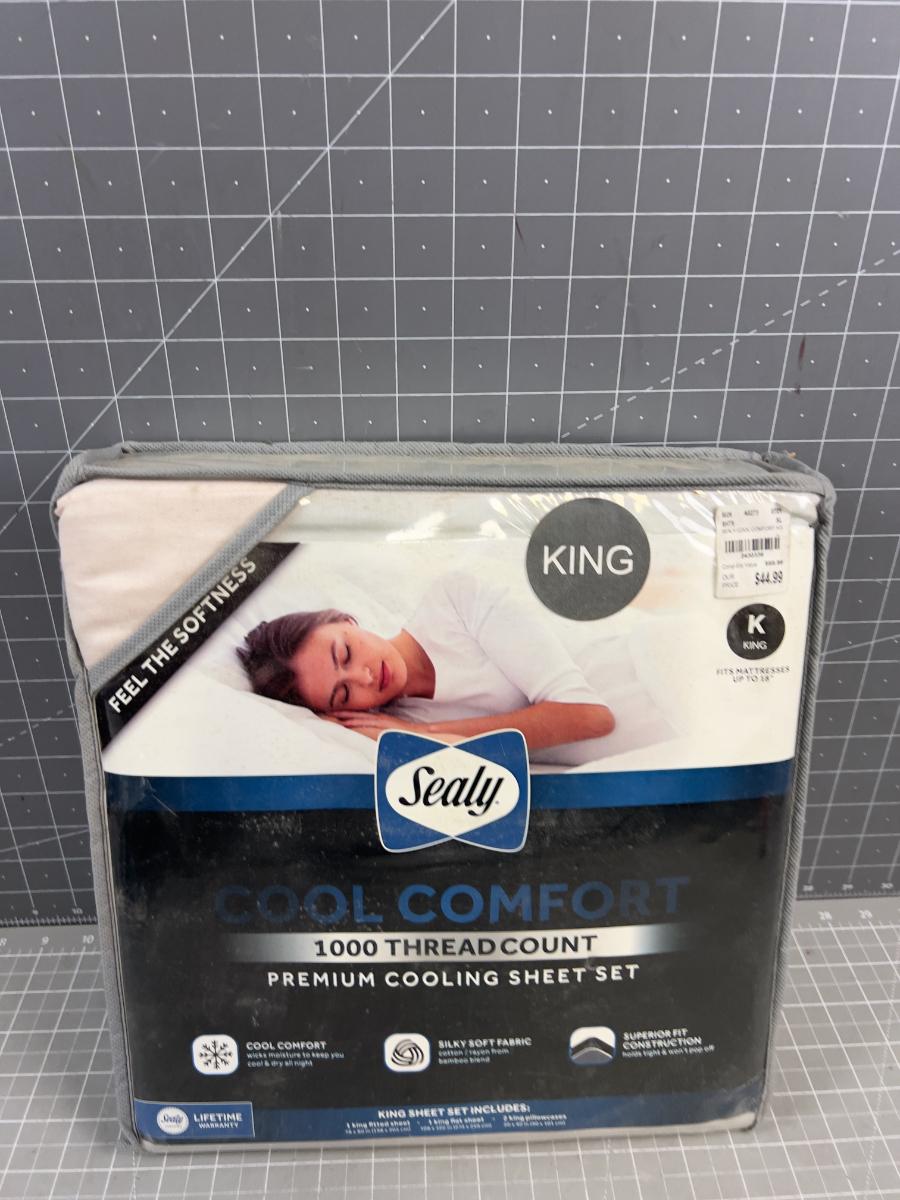 KING
FEEL THE SOFTNESS
OUR
PRICE
$44.99
K
KING
FITS MATTRESSES
UP TO 18"
Sealy
COOL COMFORT
1000 THREAD COUNT
PREMIUM COOLING SHEET SET
COOL COMFORT
wicks moisture to keep you
cool & dry all night
SILKY SOFT FABRIC
cotton / rayon from
bamboo blend
SUPERIOR FIT
CONSTRUCTION
holds tight & won't pop off
Sealy
LIFETIME
WARRANTY
KING SHEET SET INCLUDES:
1 king fitted sheet · 1 king flat sheet · 2 king pillowcases